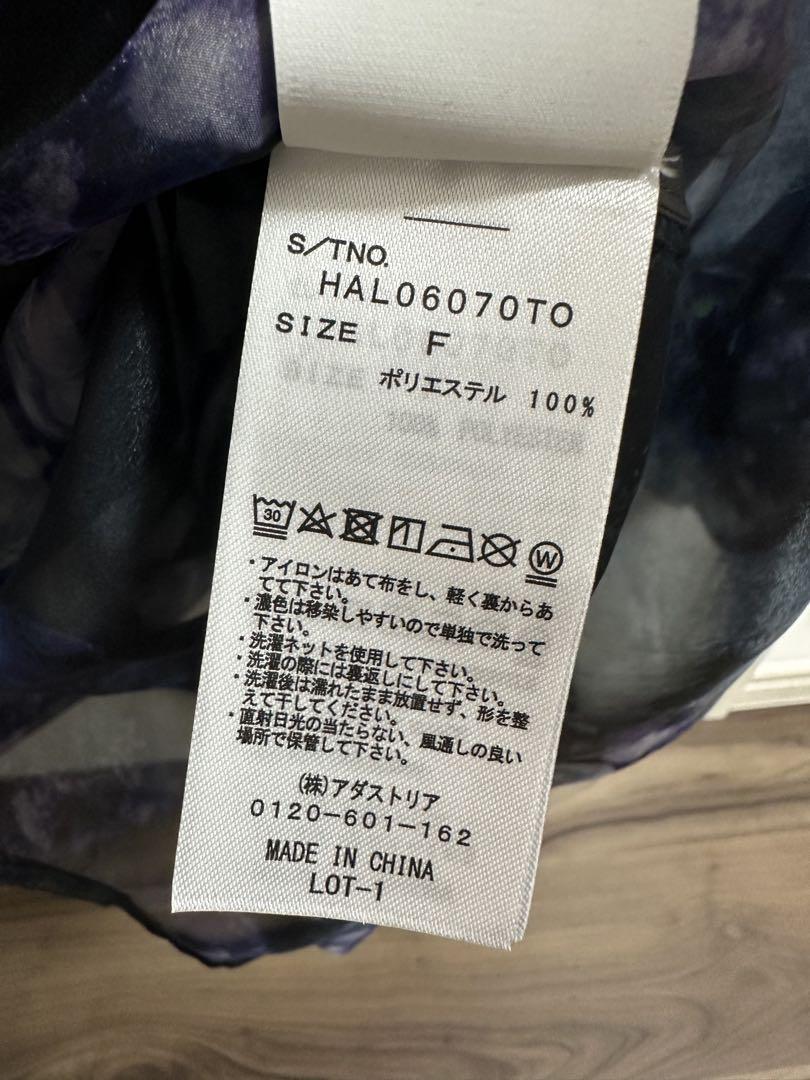 S/TNO.
HAL06070TO
SIZE F
ポリエステル 100%
30 W
・アイロンはあて布をし、軽く裏からあ
てて下さい。
・濃色は移染しやすいので単独で洗って
下さい。
・洗濯ネットを使用して下さい。
・洗濯の際には裏返しにして下さい。
・洗濯後は濡れたまま放置せず、形を整
えて干してください。
・直射日光の当たらない、風通しの良い
場所で保管して下さい。
(株)アダストリア
0120-601-162
MADE IN CHINA
LOT-1